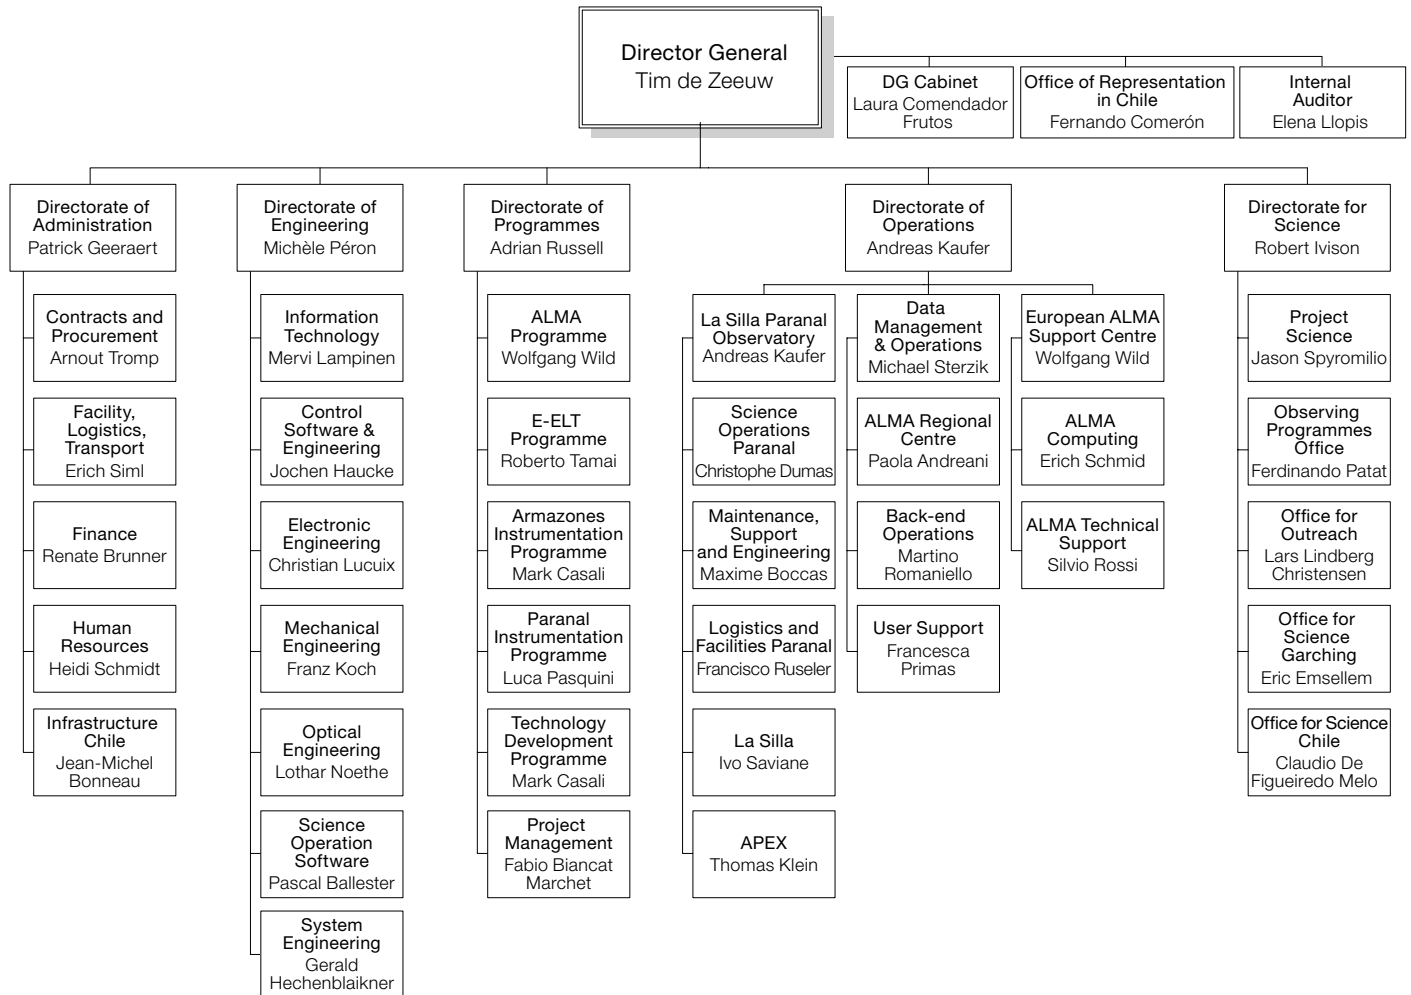 Director General
Tim de Zeeuw
DG Cabinet
Laura Comendador
Frutos
Office of Representation
in Chile
Fernando Comerón
Internal
Auditor
Elena Llopis
Directorate of
Administration
Patrick Geeraert
Contracts and
Procurement
Arnout Tromp
Facility,
Logistics,
Transport
Erich Siml
Finance
Renate Brunner
Human
Resources
Heidi Schmidt
Infrastructure
Chile
Jean-Michel
Bonneau
Directorate of
Engineering
Michèle Péron
Information
Technology
Mervi Lampinen
Control
Software &
Engineering
Jochen Haucke
Electronic
Engineering
Christian Lucuix
Mechanical
Engineering
Franz Koch
Optical
Engineering
Lothar Noethe
Science
Operation
Software
Pascal Ballester
System
Engineering
Gerald
Hechenblaikner
Directorate of
Programmes
Adrian Russell
ALMA
Programme
Wolfgang Wild
E-ELT
Programme
Roberto Tamai
Armazones
Instrumentation
Programme
Mark Casali
Paranal
Instrumentation
Programme
Luca Pasquini
Technology
Development
Programme
Mark Casali
Project
Management
Fabio Biancat
Marchet
Directorate of
Operations
Andreas Kaufer
La Silla Paranal
Observatory
Andreas Kaufer
Science
Operations
Paranal
Christophe Dumas
Maintenance,
Support
and Engineering
Maxime Boccas
Logistics and
Facilities Paranal
Francisco Ruseler
La Silla
Ivo Saviane
APEX
Thomas Klein
Data
Management
& Operations
Michael Sterzik
ALMA Regional
Centre
Paola Andreani
Back-end
Operations
Martino
Romaniello
User Support
Francesca
Primas
European ALMA
Support Centre
Wolfgang Wild
ALMA
Computing
Erich Schmid
ALMA Technical
Support
Silvio Rossi
Directorate for
Science
Robert Ivison
Project
Science
Jason Spyromilio
Observing
Programmes
Office
Ferdinando Patat
Office for
Outreach
Lars Lindberg
Christensen
Office for
Science
Garching
Eric Emsellem
Office for Science
Chile
Claudio De
Figueiredo Melo